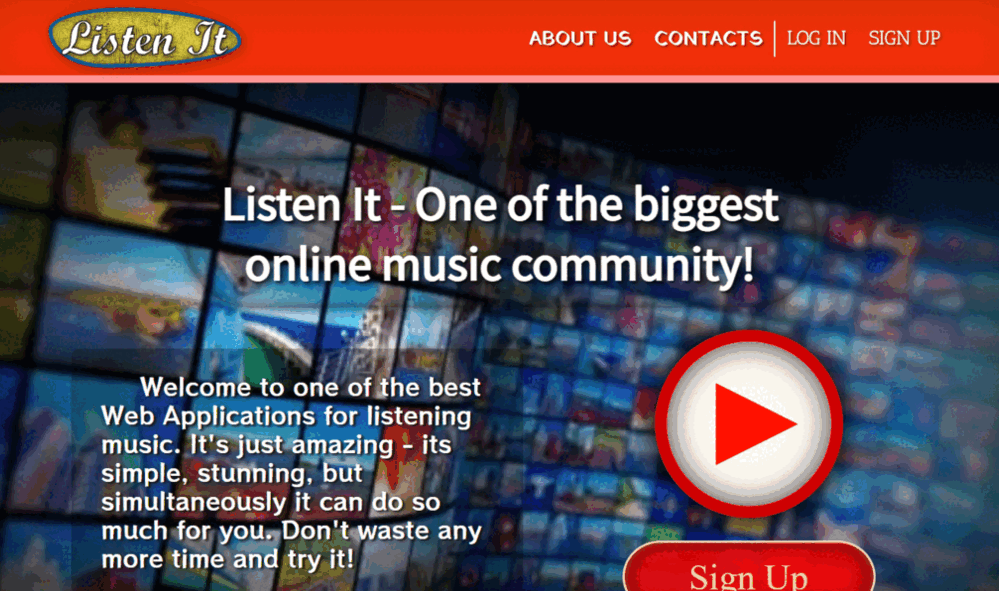 Listen It
ABOUT US CONTACTS LOG IN SIGN UP
Listen It - One of the biggest
online music community!
Welcome to one of the best
Web Applications for listening
music. It's just amazing - its
simple, stunning, but
simultaneously it can do so
much for you. Don't waste any
more time and try it!
Sign Up